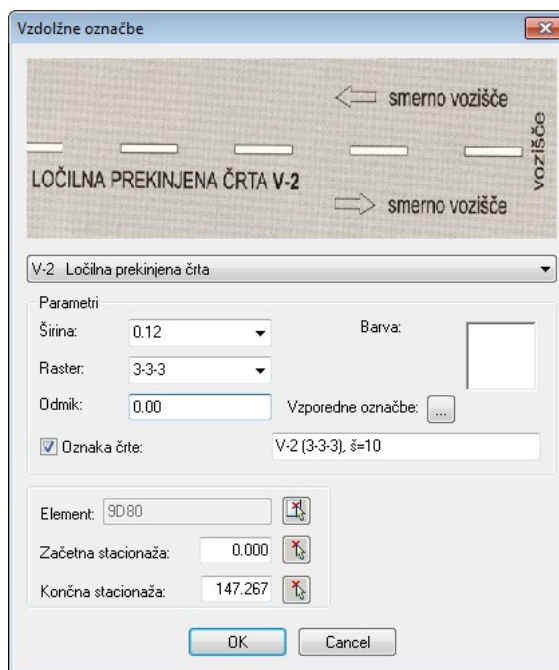 Vzdolžne označbe
smerno vozišče
LOČILNA PREKINJENA ČRTA V-2
smerno vozišče
vozišče
V-2 Ločilna prekinjena črta
Parametri
Širina: 0.12 Barva:
Raster: 3-3-3
Odmik: 0.00 Vzporedne označbe: ...
Oznaka črte: V-2 (3-3-3), š=10
Element: 9D80
Začetna stacionaža: 0.000
Končna stacionaža: 147.267
OK Cancel